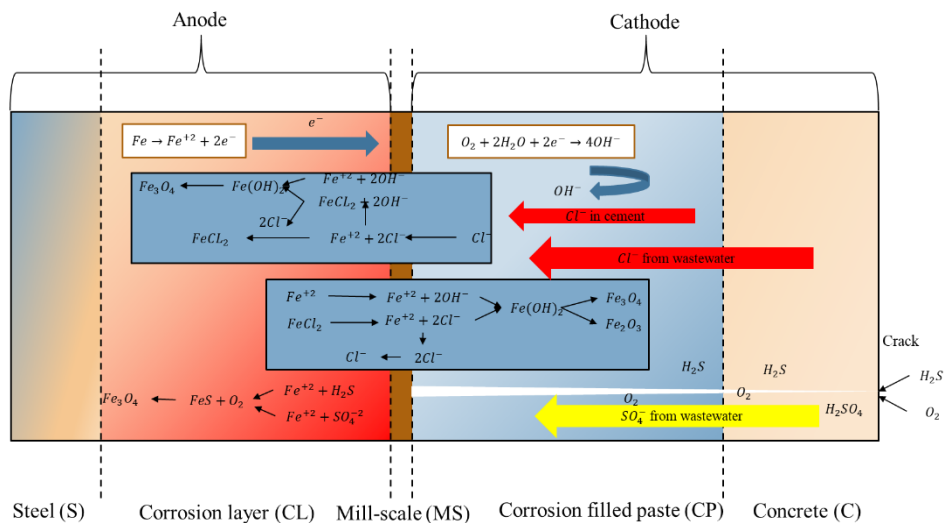 Anode
Cathode
Fe → Fe⁺² + 2e⁻
e⁻
O₂ + 2H₂O + 2e⁻ → 4OH⁻
OH⁻
Fe₃O₄
Fe(OH)₂
Fe⁺² + 2OH⁻
FeCL₂ + 2OH⁻
2Cl⁻
FeCL₂
Fe⁺² + 2Cl⁻
Cl⁻
Cl⁻ in cement
Cl⁻ from wastewater
Fe⁺²
Fe⁺² + 2OH⁻
Fe(OH)₂
Fe₃O₄
FeCl₂
Fe⁺² + 2Cl⁻
Fe₂O₃
Cl⁻
2Cl⁻
Crack
H₂S
H₂S
H₂S
Fe₃O₄
FeS + O₂
Fe⁺² + H₂S
Fe⁺² + SO₄⁻²
O₂
O₂
SO₄⁻ from wastewater
H₂SO₄
O₂
Steel (S)
Corrosion layer (CL)
Mill-scale (MS)
Corrosion filled paste (CP)
Concrete (C)